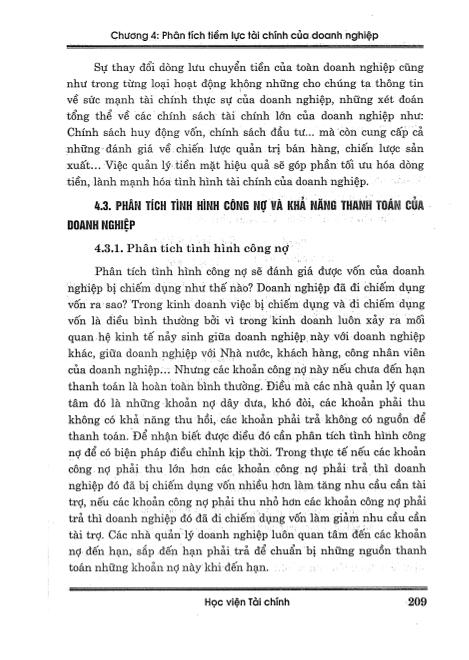 Chương 4: Phân tích tiềm lực tài chính của doanh nghiệp
Sự thay đổi dòng lưu chuyển tiền của toàn doanh nghiệp cũng
như trong từng loại hoạt động không những cho chúng ta thông tin
về sức mạnh tài chính thực sự của doanh nghiệp, những xét đoán
tổng thể về các chính sách tài chính lớn của doanh nghiệp như:
Chính sách huy động vốn, chính sách đầu tư... mà còn cung cấp cả
những đánh giá về chiến lược quản trị bán hàng, chiến lược sản
xuất... Việc quản lý tiền mặt hiệu quả sẽ góp phần tối ưu hóa dòng
tiền, lành mạnh hóa tình hình tài chính của doanh nghiệp.
4.3. PHÂN TÍCH TÌNH HÌNH CÔNG NỢ VÀ KHẢ NĂNG THANH TOÁN CỦA
DOANH NGHIỆP
4.3.1. Phân tích tình hình công nợ
Phân tích tình hình công nợ sẽ đánh giá được vốn của doanh
nghiệp bị chiếm dụng như thế nào? Doanh nghiệp đã đi chiếm dụng
vốn ra sao? Trong kinh doanh việc bị chiếm dụng và đi chiếm dụng
vốn là điều bình thường bởi vì trong kinh doanh luôn xảy ra mối
quan hệ kinh tế nảy sinh giữa doanh nghiệp này với doanh nghiệp
khác, giữa doanh nghiệp với Nhà nước, khách hàng, công nhân viên
của doanh nghiệp... Nhưng các khoản công nợ này nếu chưa đến hạn
thanh toán là hoàn toàn bình thường. Điều mà các nhà quản lý quan
tâm đó là những khoản nợ dây dưa, khó đòi, các khoản phải thu
không có khả năng thu hồi, các khoản phải trả không có nguồn để
thanh toán. Để nhận biết được điều đó cần phân tích tình hình công
nợ để có biện pháp điều chỉnh kịp thời. Trong thực tế nếu các khoản
công nợ phải thu lớn hơn các khoản công nợ phải trả thì doanh
nghiệp đó đã bị chiếm dụng vốn nhiều hơn làm tăng nhu cầu cần tài
trợ, nếu các khoản công nợ phải thu nhỏ hơn các khoản công nợ phải
trả thì doanh nghiệp đó đã đi chiếm dụng vốn làm giảm nhu cầu cần
tài trợ. Các nhà quản lý doanh nghiệp luôn quan tâm đến các khoản
nợ đến hạn, sắp đến hạn phải trả để chuẩn bị những nguồn thanh
toán những khoản nợ này khi đến hạn.
Học viện Tài chính
209